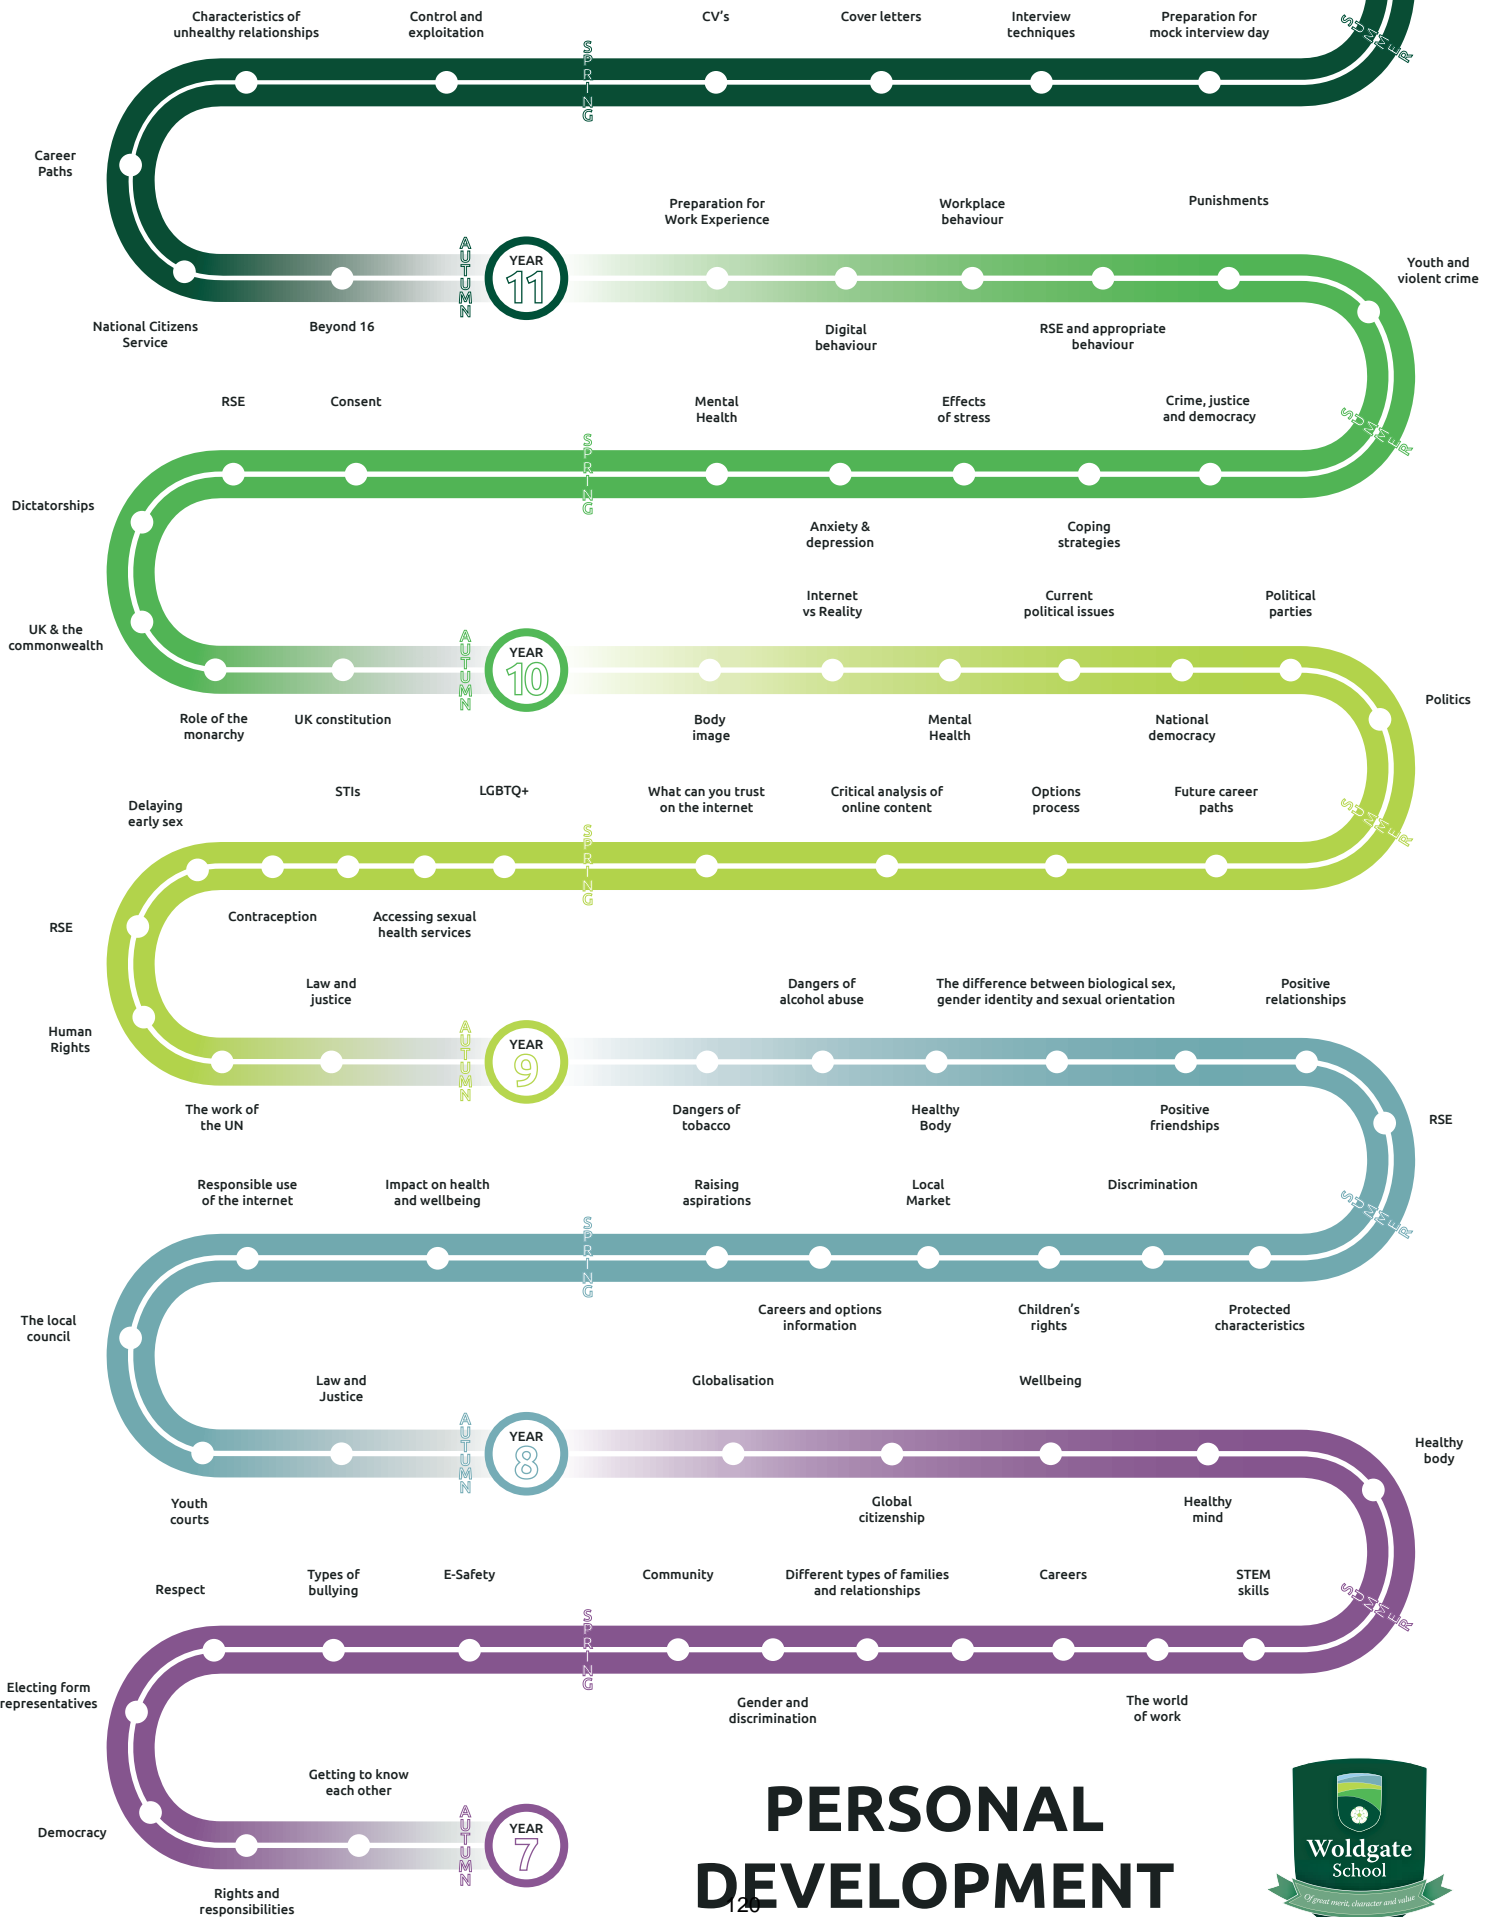 Characteristics of
unhealthy relationships
Control and
exploitation
CV's
Cover letters
Interview
techniques
Preparation for
mock interview day
SUMMER
SPRING
Career
Paths
Preparation for
Work Experience
Workplace
behaviour
Punishments
AUTUMN
YEAR
11
Youth and
violent crime
National Citizens
Service
Beyond 16
Digital
behaviour
RSE and appropriate
behaviour
RSE
Consent
Mental
Health
Effects
of stress
Crime, justice
and democracy
SUMMER
SPRING
Dictatorships
Anxiety &
depression
Coping
strategies
Internet
vs Reality
Current
political issues
Political
parties
UK & the
commonwealth
AUTUMN
YEAR
10
Politics
Role of the
monarchy
UK constitution
Body
image
Mental
Health
National
democracy
Delaying
early sex
STIs
LGBTQ+
What can you trust
on the internet
Critical analysis of
online content
Options
process
Future career
paths
SUMMER
SPRING
RSE
Contraception
Accessing sexual
health services
Law and
justice
Dangers of
alcohol abuse
The difference between biological sex,
gender identity and sexual orientation
Positive
relationships
Human
Rights
AUTUMN
YEAR
9
The work of
the UN
Dangers of
tobacco
Healthy
Body
Positive
friendships
RSE
Responsible use
of the internet
Impact on health
and wellbeing
Raising
aspirations
Local
Market
Discrimination
SUMMER
SPRING
The local
council
Careers and options
information
Children's
rights
Protected
characteristics
Law and
Justice
Globalisation
Wellbeing
AUTUMN
YEAR
8
Healthy
body
Youth
courts
Global
citizenship
Healthy
mind
Respect
Types of
bullying
E-Safety
Community
Different types of families
and relationships
Careers
STEM
skills
SUMMER
SPRING
Electing form
representatives
Gender and
discrimination
The world
of work
Getting to know
each other
Democracy
AUTUMN
YEAR
7
Rights and
responsibilities
PERSONAL
DEVELOPMENT
120
Woldgate
School
Of great merit, character and value